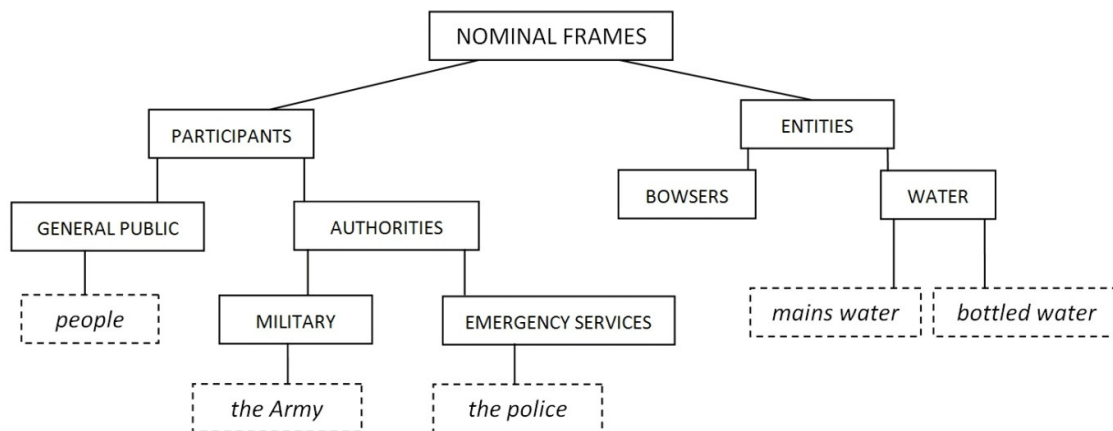 NOMINAL FRAMES
PARTICIPANTS
ENTITIES
GENERAL PUBLIC
AUTHORITIES
BOWSERS
WATER
people
MILITARY
EMERGENCY SERVICES
mains water
bottled water
the Army
the police